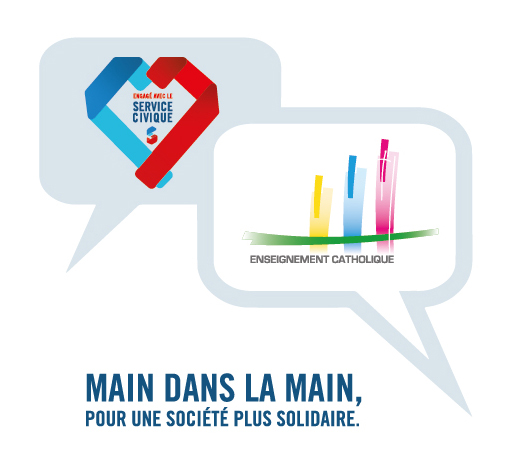 ENGAGÉ AVEC LE
SERVICE
CIVIQUE
ENSEIGNEMENT CATHOLIQUE
MAIN DANS LA MAIN,
POUR UNE SOCIÉTÉ PLUS SOLIDAIRE.